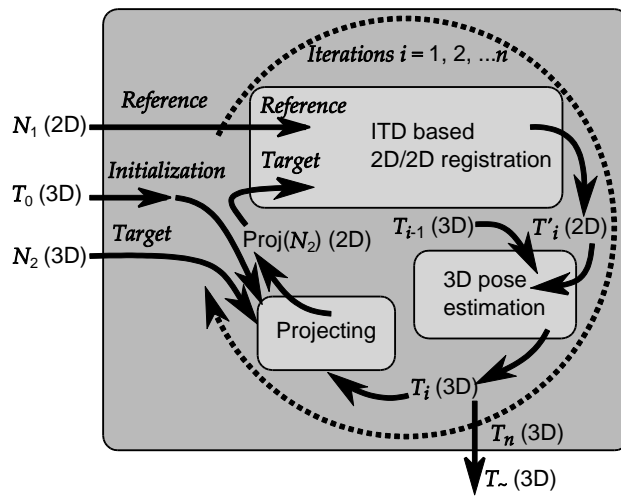 Iterations i = 1, 2, ...n
Reference
Reference
N1 (2D)
ITD based
2D/2D registration
Target
Initialization
T0 (3D)
Ti-1 (3D)
T'i (2D)
Target
Proj(N2) (2D)
N2 (3D)
3D pose
estimation
Projecting
Ti (3D)
Tn (3D)
T~ (3D)